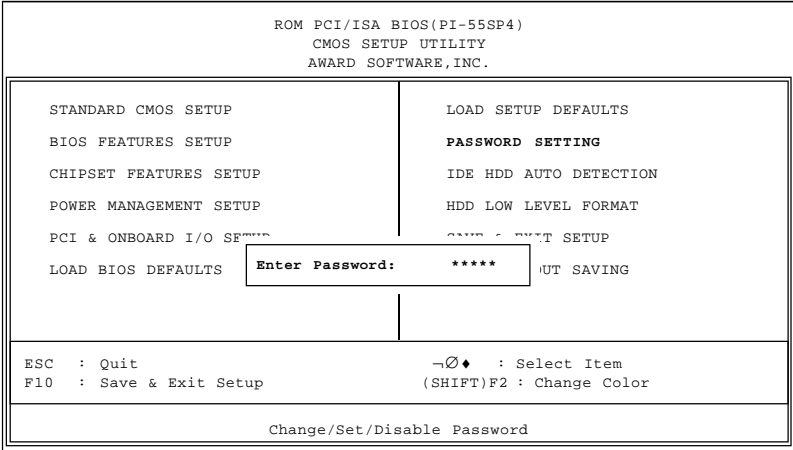 ROM PCI/ISA BIOS(PI-55SP4)
CMOS SETUP UTILITY
AWARD SOFTWARE,INC.
STANDARD CMOS SETUP
BIOS FEATURES SETUP
CHIPSET FEATURES SETUP
POWER MANAGEMENT SETUP
PCI & ONBOARD I/O SETUP
LOAD BIOS DEFAULTS
LOAD SETUP DEFAULTS
PASSWORD SETTING
IDE HDD AUTO DETECTION
HDD LOW LEVEL FORMAT
SAVE & EXIT SETUP
UT SAVING
Enter Password: *****
ESC : Quit
F10 : Save & Exit Setup
¬∅♦ : Select Item
(SHIFT)F2 : Change Color
Change/Set/Disable Password